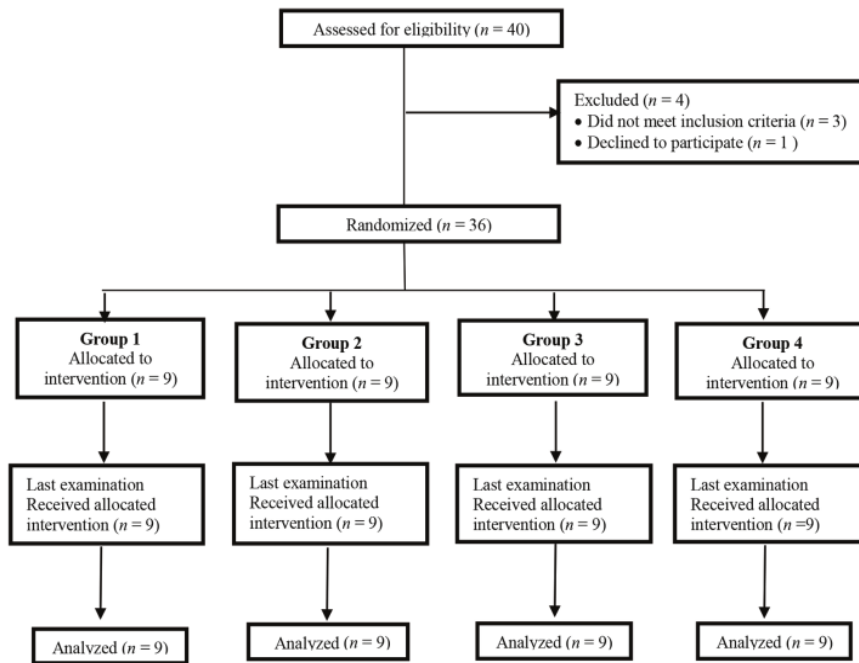 Assessed for eligibility (n = 40)
Excluded (n = 4)
• Did not meet inclusion criteria (n = 3)
• Declined to participate (n = 1 )
Randomized (n = 36)
Group 1
Allocated to
intervention (n = 9)
Group 2
Allocated to
intervention (n = 9)
Group 3
Allocated to
intervention (n = 9)
Group 4
Allocated to
intervention (n = 9)
Last examination
Received allocated
intervention (n = 9)
Last examination
Received allocated
intervention (n = 9)
Last examination
Received allocated
intervention (n = 9)
Last examination
Received allocated
intervention (n =9)
Analyzed (n = 9)
Analyzed (n = 9)
Analyzed (n = 9)
Analyzed (n = 9)